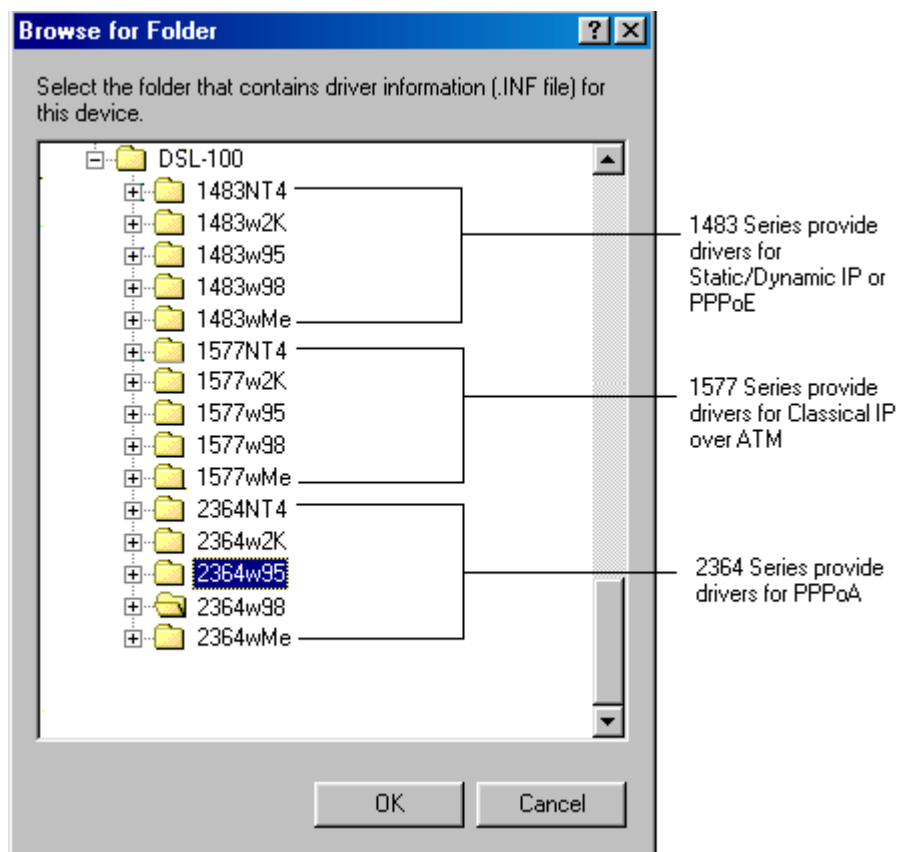 Browse for Folder
Select the folder that contains driver information (.INF file) for
this device.
DSL-100
1483NT4
1483w2K
1483w95
1483w98
1483wMe
1577NT4
1577w2K
1577w95
1577w98
1577wMe
2364NT4
2364w2K
2364w95
2364w98
2364wMe
1483 Series provide
drivers for
Static/Dynamic IP or
PPPoE
1577 Series provide
drivers for Classical IP
over ATM
2364 Series provide
drivers for PPPoA
OK
Cancel